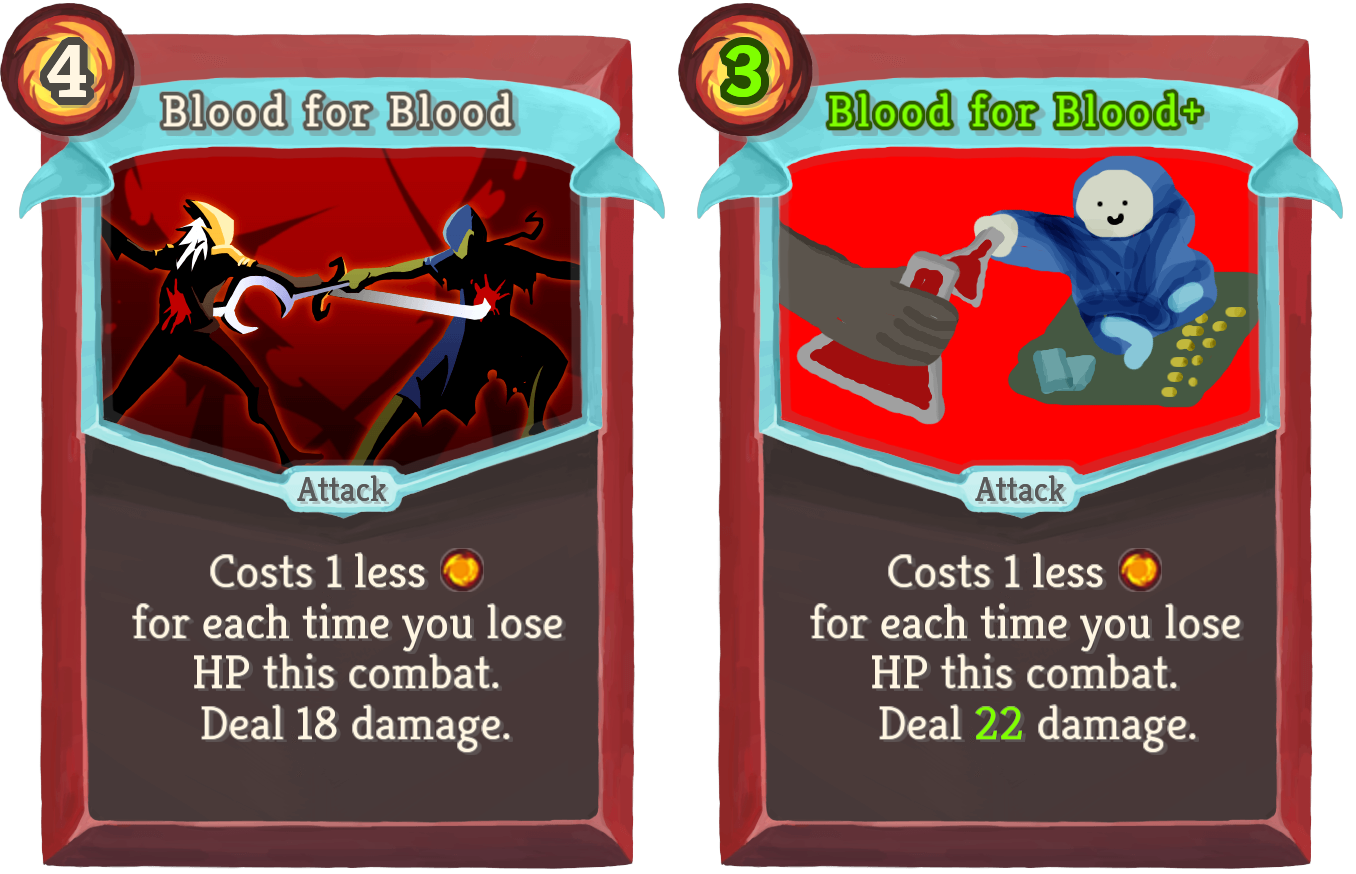 4
Blood for Blood
Attack
Costs 1 less
for each time you lose
HP this combat.
Deal 18 damage.
3
Blood for Blood+
Attack
Costs 1 less
for each time you lose
HP this combat.
Deal 22 damage.